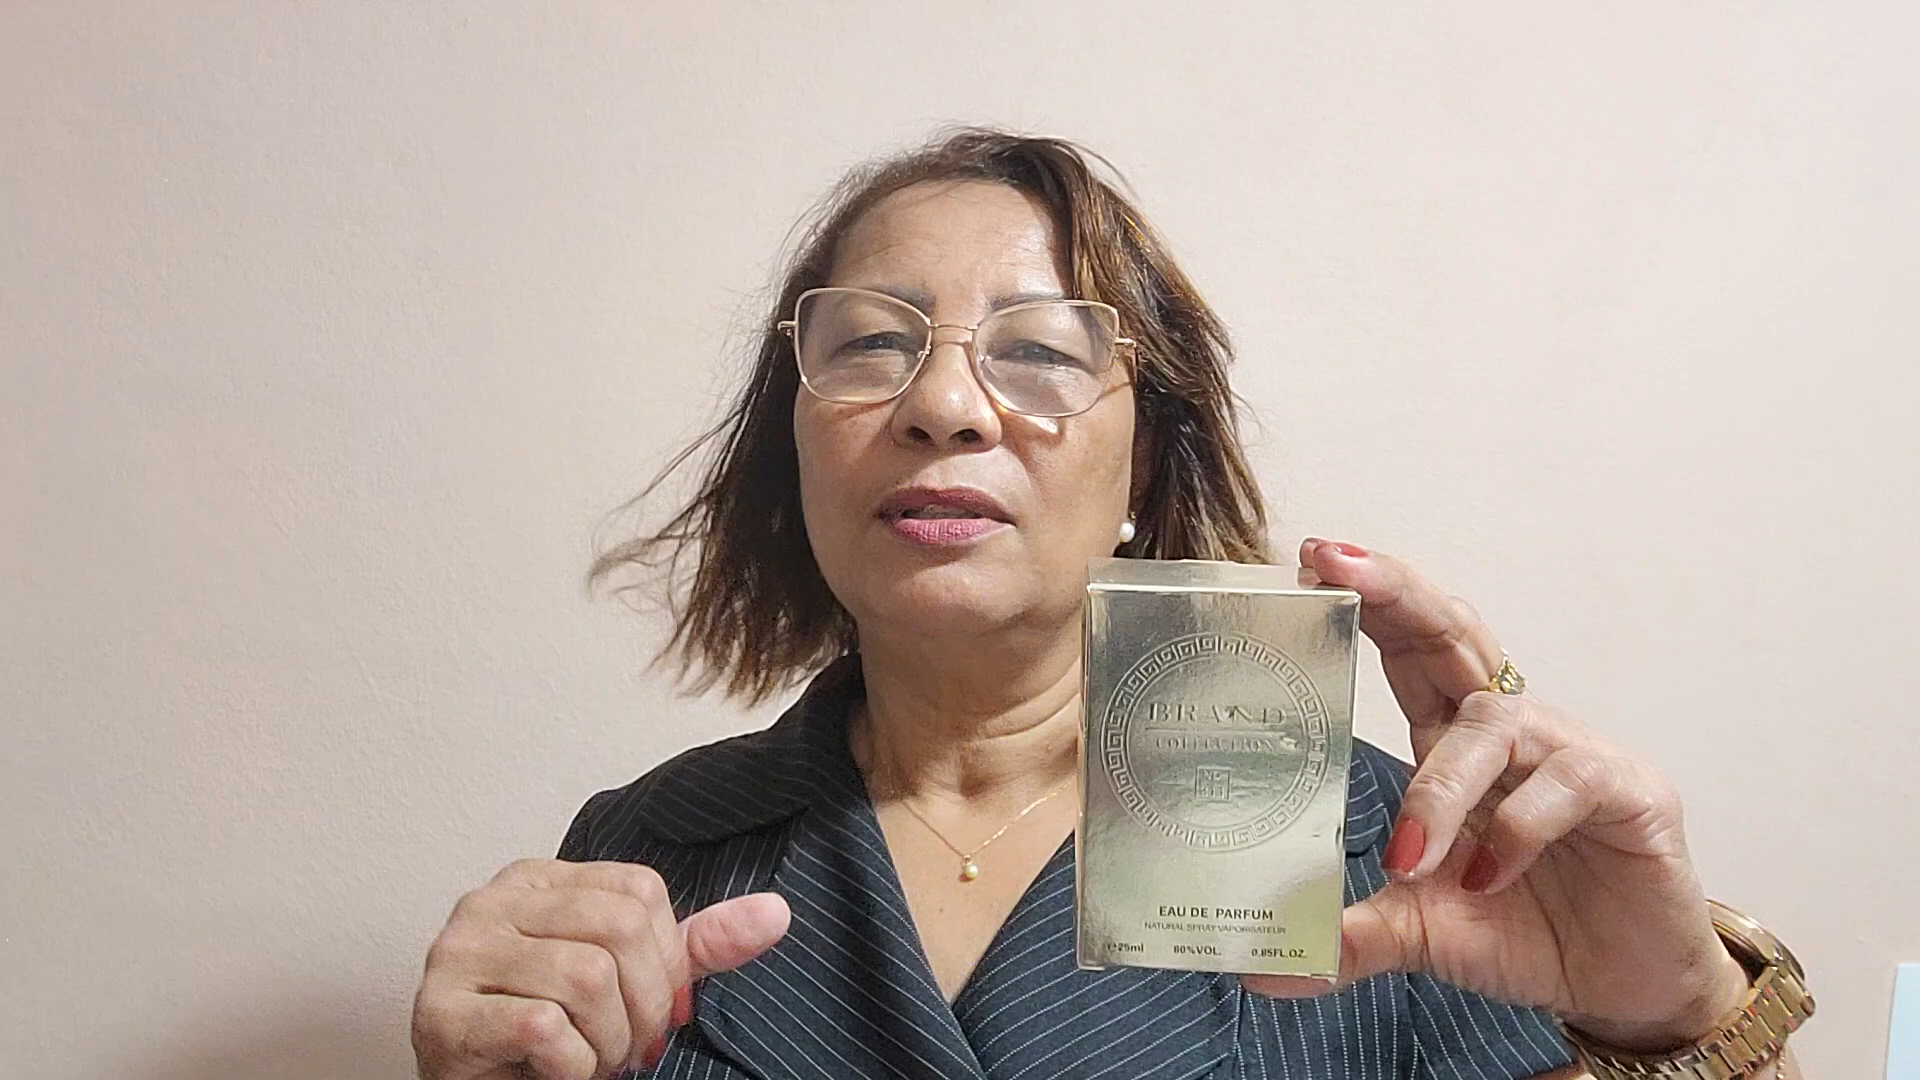 BRAND
COLLECTION
EAU DE PARFUM
NATURAL SPRAY VAPORISATEUR
25ml 80%VOL. 0.85FL.OZ.